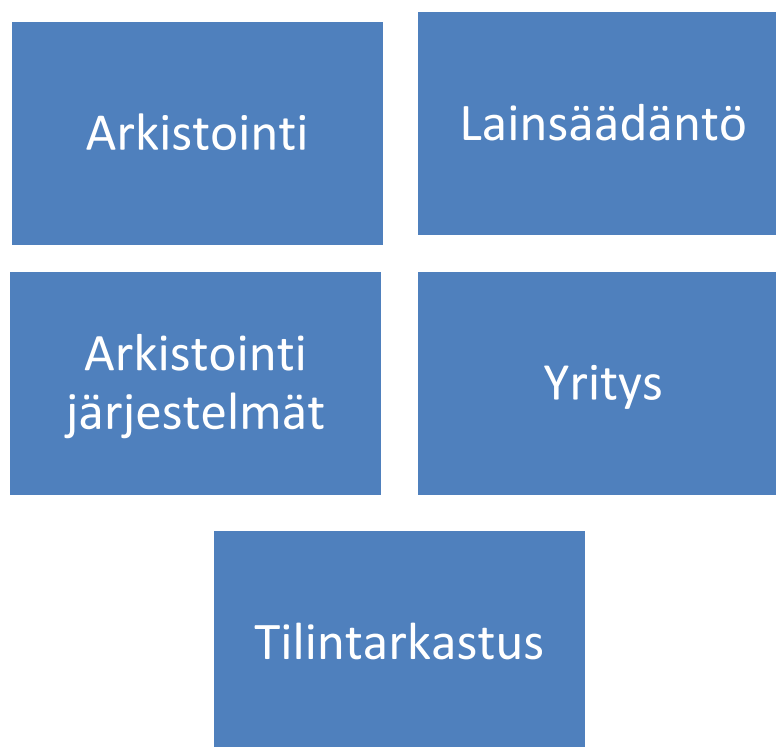 Arkistointi
Lainsäädäntö
Arkistointi
järjestelmät
Yritys
Tilintarkastus